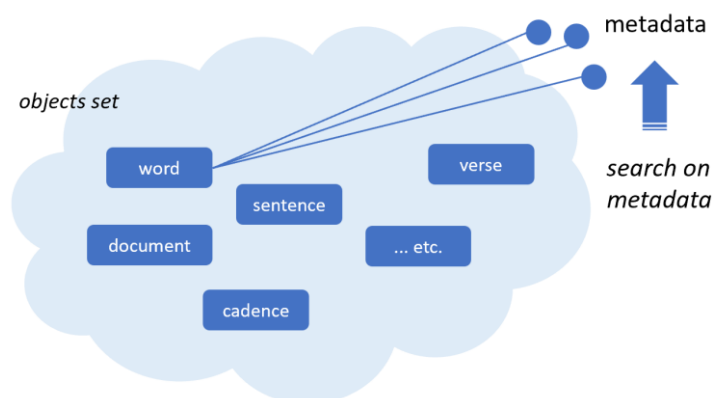 metadata
objects set
word
verse
search on
metadata
sentence
document
... etc.
cadence